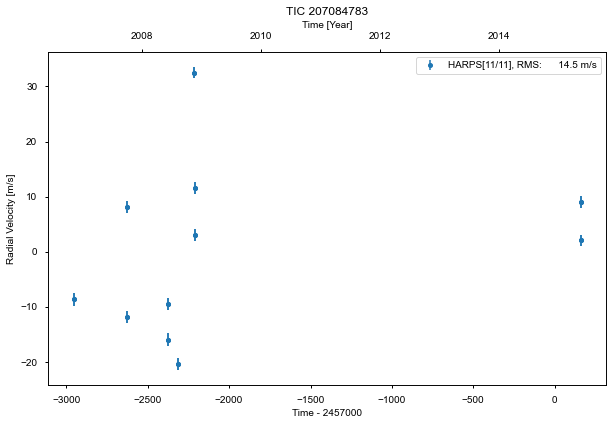 TIC 207084783
Time [Year]
2008 2010 2012 2014
HARPS[11/11], RMS: 14.5 m/s
30
20
10
0
−10
−20
Radial Velocity [m/s]
−3000 −2500 −2000 −1500 −1000 −500 0
Time - 2457000